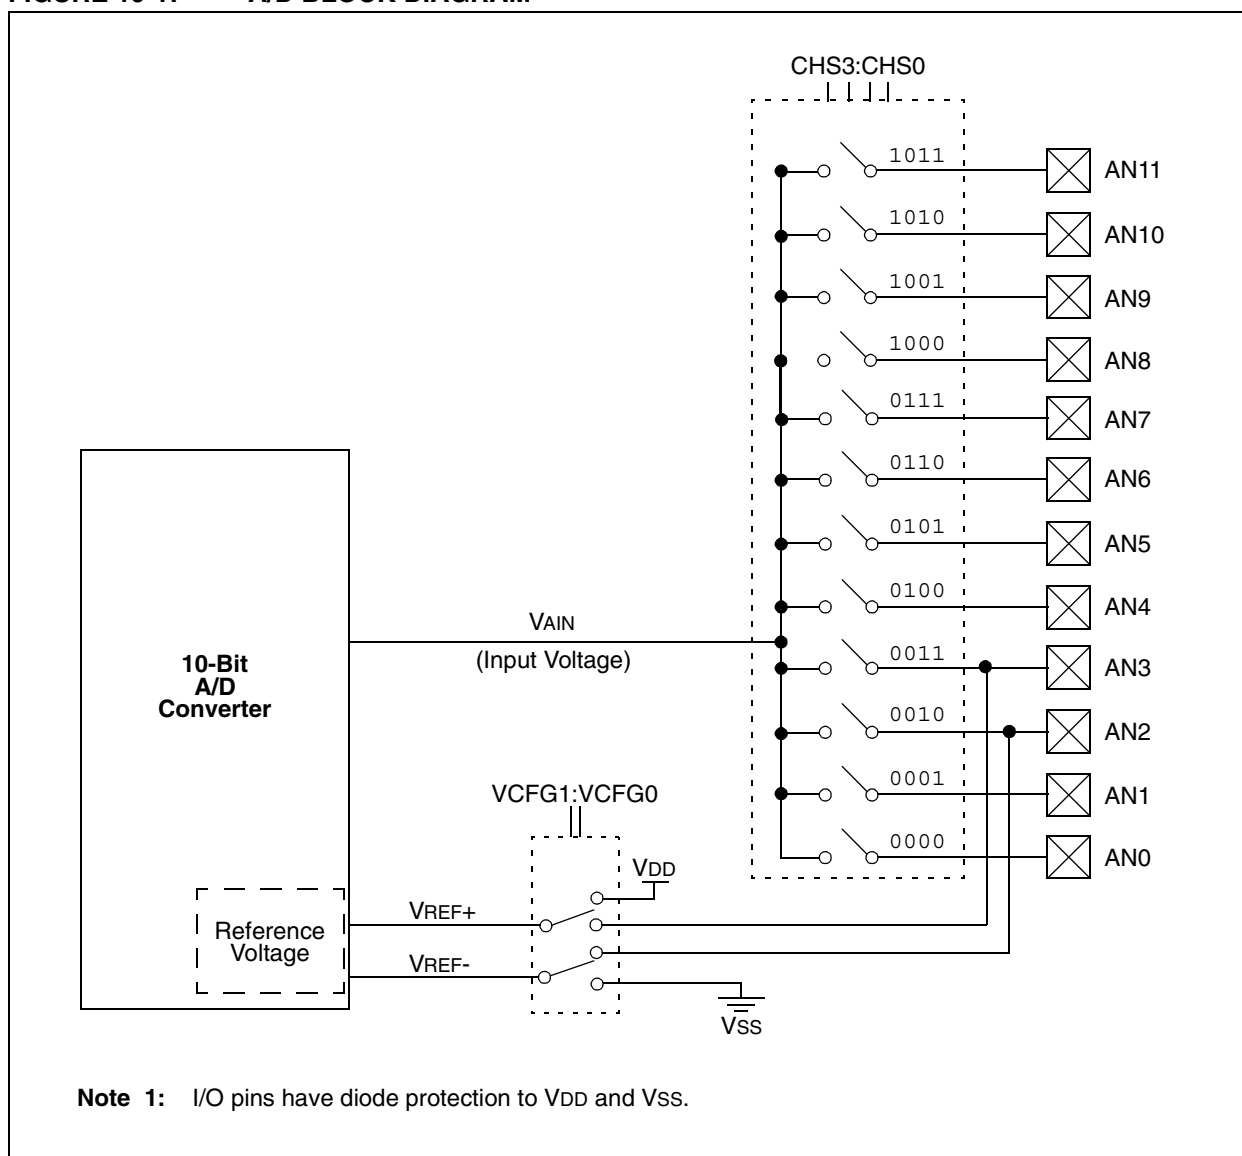 CHS3:CHS0
1011 AN11
1010 AN10
1001 AN9
1000 AN8
0111 AN7
0110 AN6
0101 AN5
0100 AN4
VAIN
(Input Voltage)
10-Bit
A/D
Converter
0011 AN3
0010 AN2
0001 AN1
0000 AN0
VCFG1:VCFG0
VDD
VREF+
Reference
Voltage
VREF-
VSS
Note 1: I/O pins have diode protection to VDD and VSS.